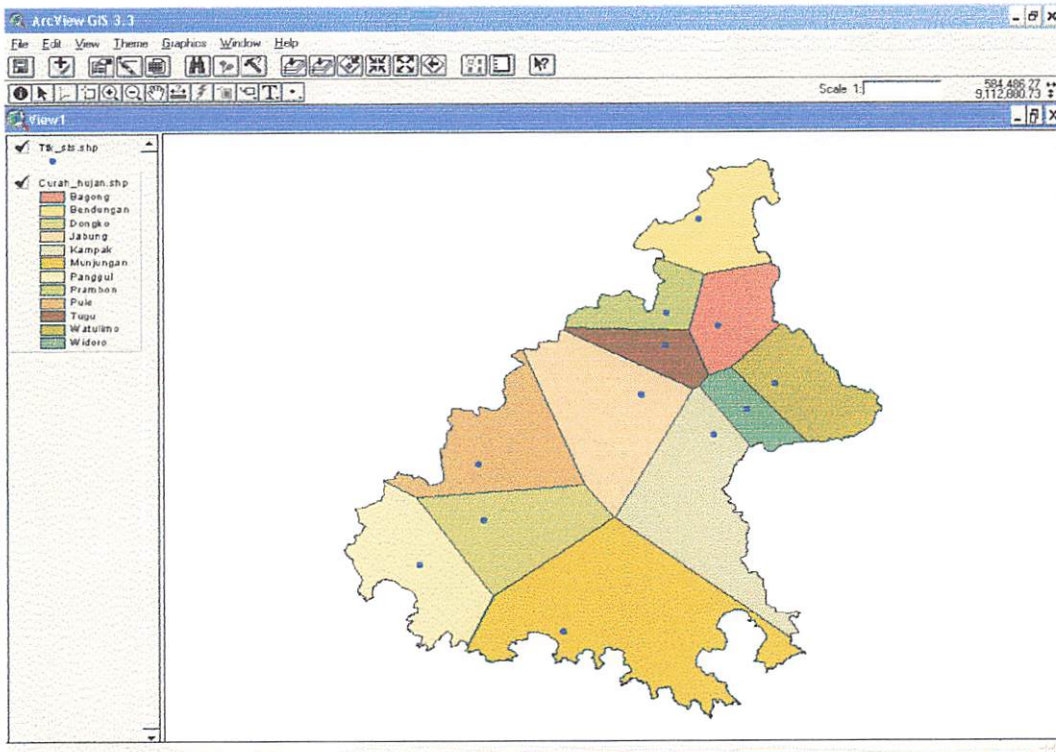 ArcView GIS 3.3
File Edit View Theme Graphics Window Help
Scale 1:
584,486.27
9,112,880.73
View1
Ttk_sts.shp
Curah_hujan.shp
Bagong
Bendungan
Dongko
Jabung
Kampak
Munjungan
Panggul
Prambon
Pule
Tugu
Watulimo
Widoro